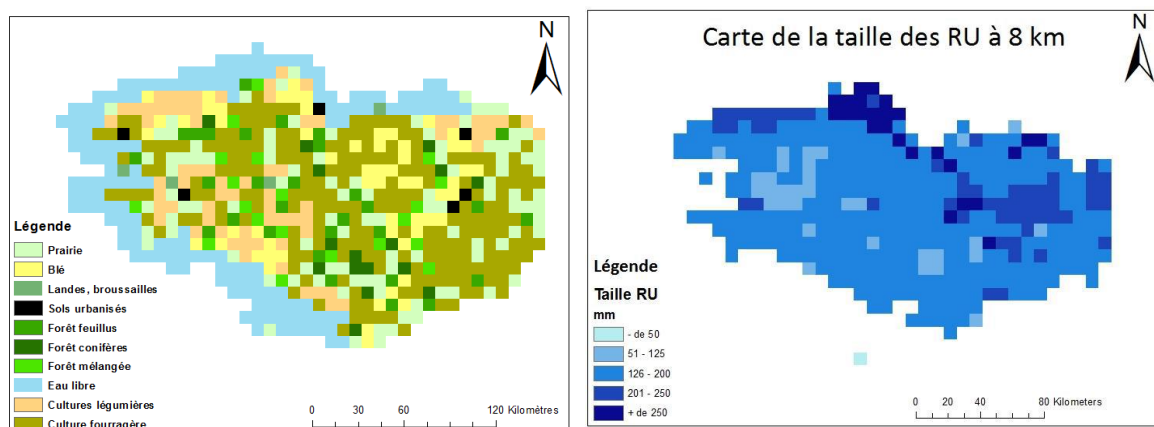 N
Légende
Prairie
Blé
Landes, broussailles
Sols urbanisés
Forêt feuillus
Forêt conifères
Forêt mélangée
Eau libre
Cultures légumières
Culture fourragère
0 30 60 120 Kilomètres
Carte de la taille des RU à 8 km
N
Légende
Taille RU
mm
- de 50
51 - 125
126 - 200
201 - 250
+ de 250
0 20 40 80 Kilometers